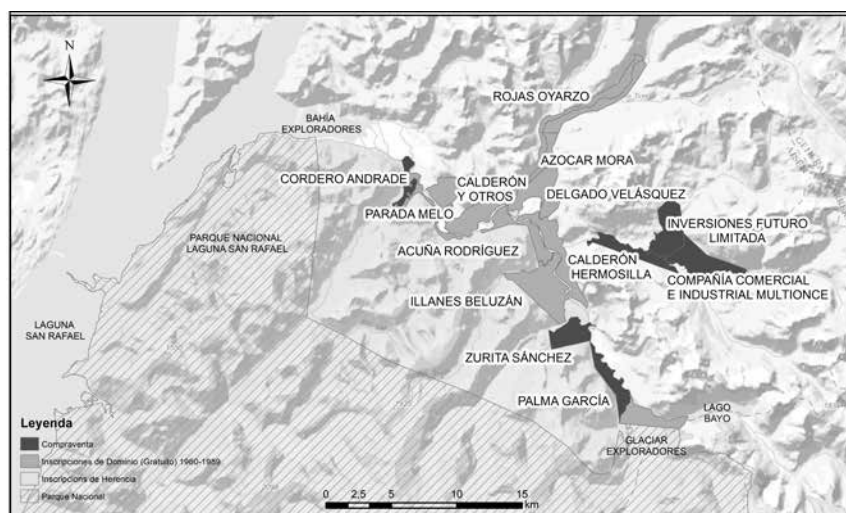 N
ROJAS OYARZO
BAHÍA
EXPLORADORES
AZOCAR MORA
CORDERO ANDRADE
CALDERÓN
Y OTROS
DELGADO VELÁSQUEZ
PARADA MELO
INVERSIONES FUTURO
LIMITADA
PARQUE NACIONAL
LAGUNA SAN RAFAEL
ACUÑA RODRÍGUEZ
CALDERÓN
HERMOSILLA
COMPAÑÍA COMERCIAL
E INDUSTRIAL MULTIONCE
ILLANES BELUZÁN
LAGUNA
SAN RAFAEL
ZURITA SÁNCHEZ
PALMA GARCÍA
LAGO
BAYO
GLACIAR
EXPLORADORES
Leyenda
Compraventa
Inscripciones de Dominio (Gratuito) 1960-1989
Inscripcions de Herencia
Parque Nacional
0 2,5 5 10 15
km